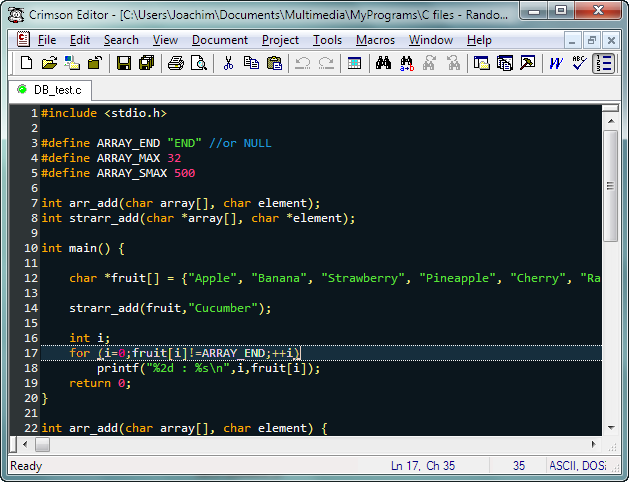 Crimson Editor - [C:\Users\Joachim\Documents\Multimedia\MyPrograms\C files - Rando...
File Edit Search View Document Project Tools Macros Window Help
DB_test.c
1 #include <stdio.h>
2
3 #define ARRAY_END "END" //or NULL
4 #define ARRAY_MAX 32
5 #define ARRAY_SMAX 500
6
7 int arr_add(char array[], char element);
8 int strarr_add(char *array[], char *element);
9
10 int main() {
11
12     char *fruit[] = {"Apple", "Banana", "Strawberry", "Pineapple", "Cherry", "Ra
13
14     strarr_add(fruit,"Cucumber");
15
16     int i;
17     for (i=0;fruit[i]!=ARRAY_END;++i)
18         printf("%2d : %s\n",i,fruit[i]);
19     return 0;
20 }
21
22 int arr_add(char array[], char element) {
Ready Ln 17, Ch 35 35 ASCII, DOS